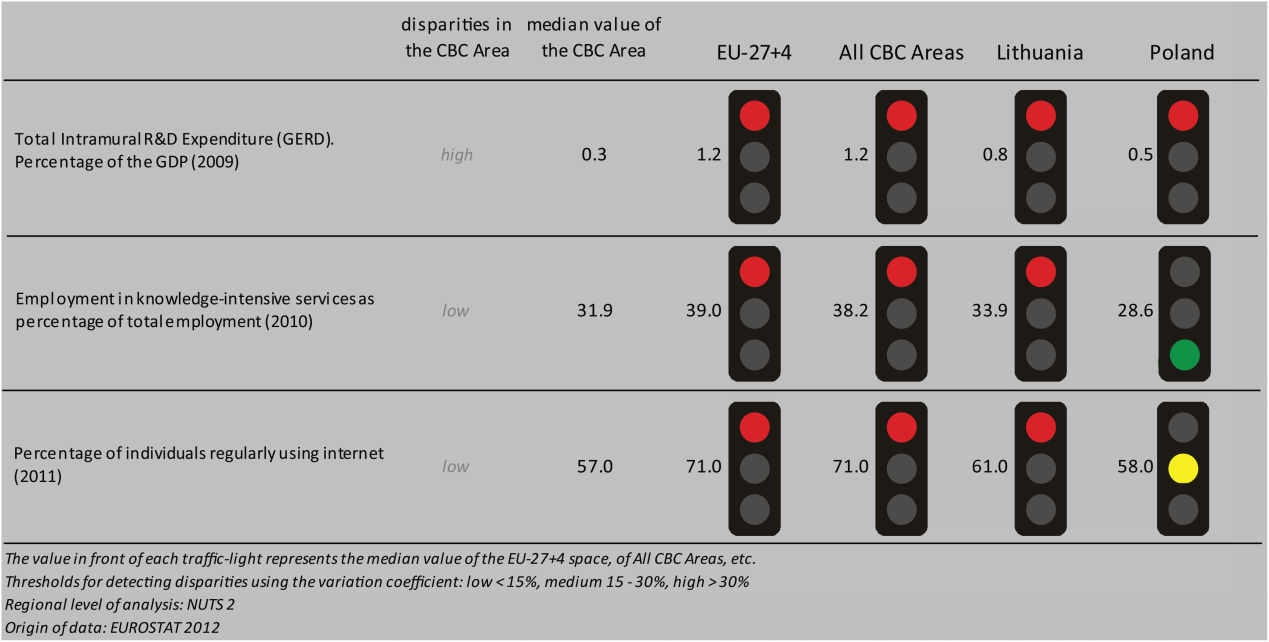 disparities in the CBC Area
median value of the CBC Area
EU-27+4
All CBC Areas
Lithuania
Poland
Total Intramural R&D Expenditure (GERD).
Percentage of the GDP (2009)
high
0.3
1.2
1.2
0.8
0.5
Employment in knowledge-intensive services as
percentage of total employment (2010)
low
31.9
39.0
38.2
33.9
28.6
Percentage of individuals regularly using internet
(2011)
low
57.0
71.0
71.0
61.0
58.0
The value in front of each traffic-light represents the median value of the EU-27+4 space, of All CBC Areas, etc.
Thresholds for detecting disparities using the variation coefficient: low < 15%, medium 15 - 30%, high > 30%
Regional level of analysis: NUTS 2
Origin of data: EUROSTAT 2012